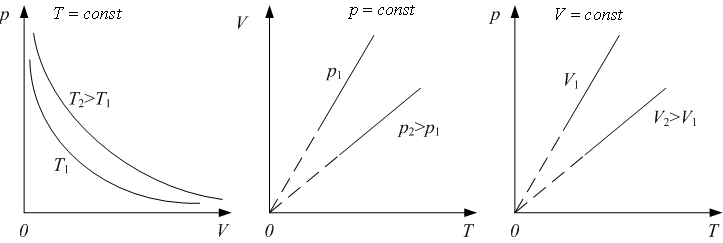 p
T = const
T₂>T₁
T₁
0
V
V
p = const
p₁
p₂>p₁
0
T
p
V = const
V₁
V₂>V₁
0
T